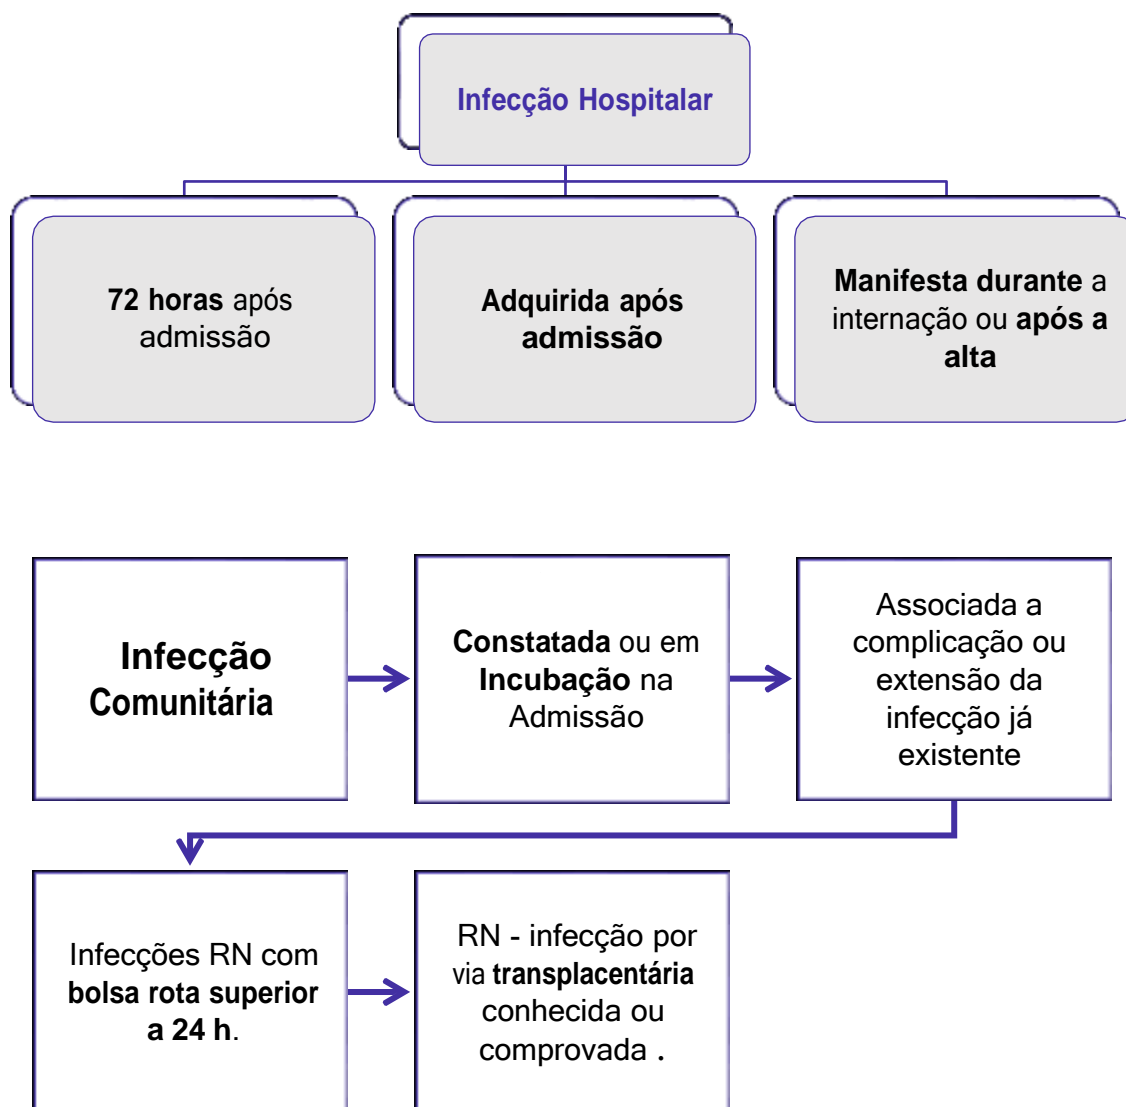 Infecção Hospitalar
72 horas após
admissão
Adquirida após
admissão
Manifesta durante a
internação ou após a
alta
Infecção
Comunitária
Constatada ou em
Incubação na
Admissão
Associada a
complicação ou
extensão da
infecção já
existente
Infecções RN com
bolsa rota superior
a 24 h.
RN - infecção por
via transplacentária
conhecida ou
comprovada .